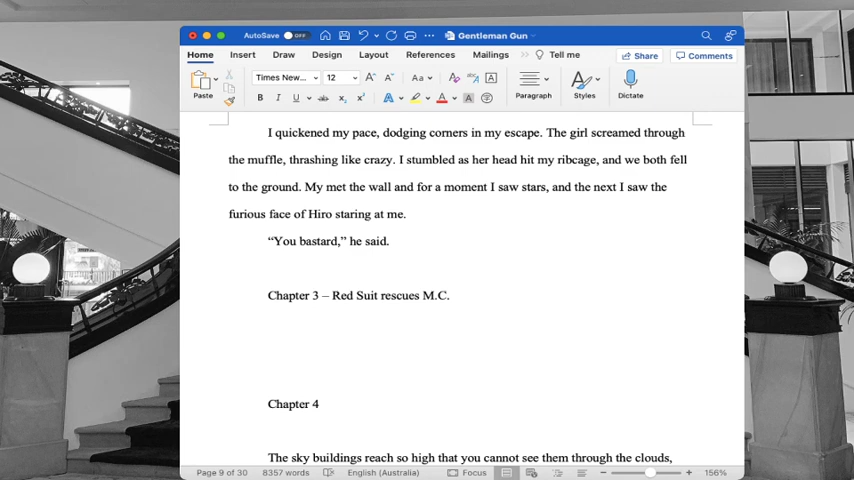 AutoSave OFF Gentleman Gun
Home Insert Draw Design Layout References Mailings Tell me Share Comments
Paste Times New... 12 Aa Paragraph Styles Dictate
B I U ab x₂ x² A A A
I quickened my pace, dodging corners in my escape. The girl screamed through
the muffle, thrashing like crazy. I stumbled as her head hit my ribcage, and we both fell
to the ground. My met the wall and for a moment I saw stars, and the next I saw the
furious face of Hiro staring at me.
“You bastard,” he said.
Chapter 3 – Red Suit rescues M.C.
Chapter 4
The sky buildings reach so high that you cannot see them through the clouds,
Page 9 of 30 8357 words English (Australia) Focus 156%